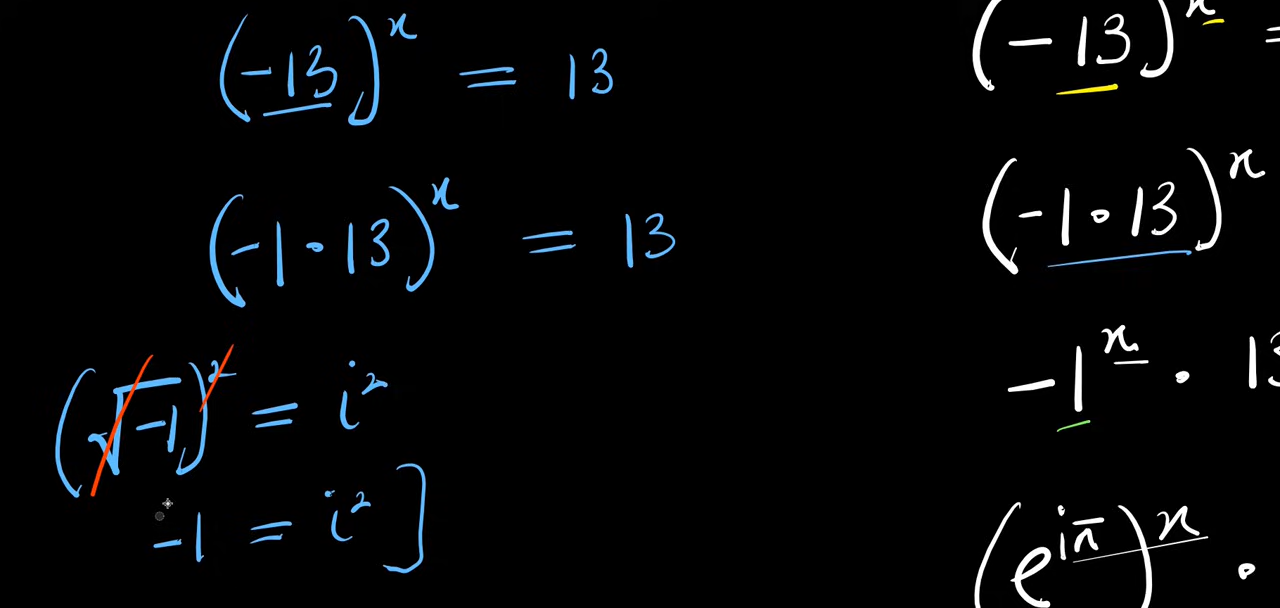 (-13)^x = 13
(-1 • 13)^x = 13
(√-1)^2 = i^2
-1 = i^2 ]
(-13)^x =
(-1 • 13)^x
-1^x • 13
(e^iπ)^x •